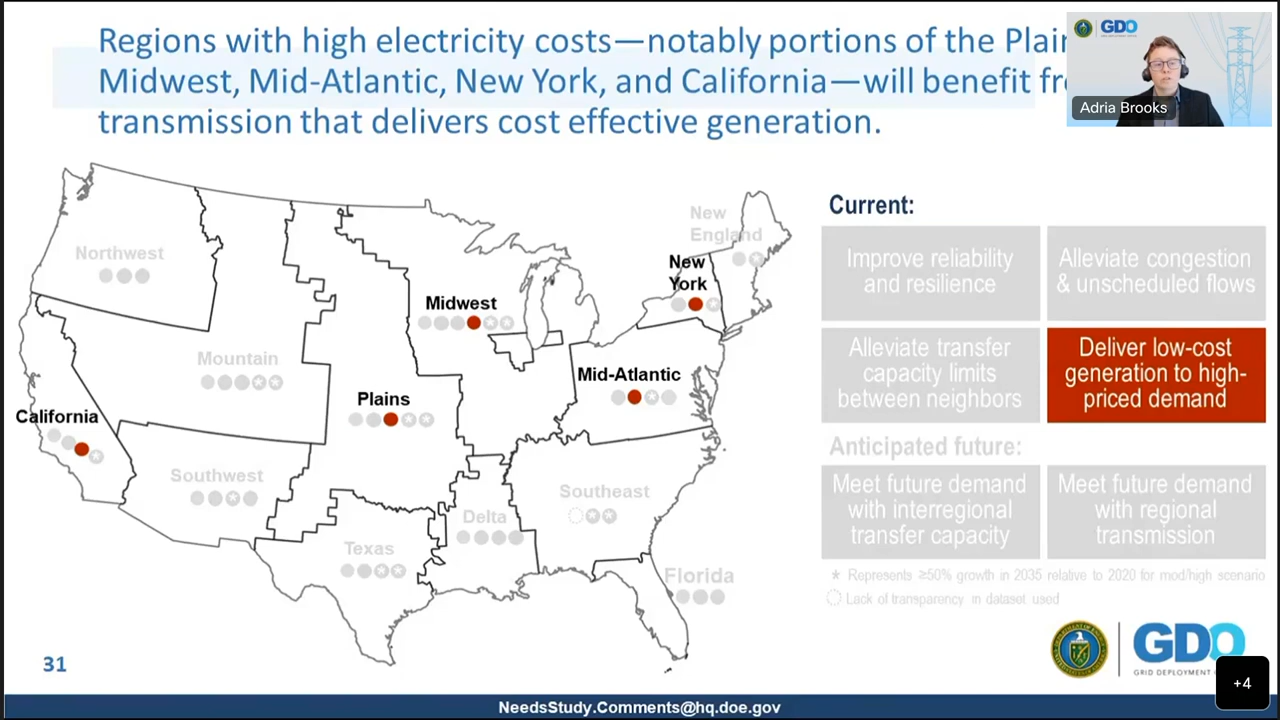 Regions with high electricity costs—notably portions of the
Midwest, Mid-Atlantic, New York, and California—will benefit
transmission that delivers cost effective generation.
GDO
Adria Brooks
Northwest
Mountain
California
Southwest
Plains
Texas
Midwest
Delta
Mid-Atlantic
Southeast
Florida
New
York
New
England
Current:
Improve reliability
and resilience
Alleviate congestion
& unscheduled flows
Alleviate transfer
capacity limits
between neighbors
Deliver low-cost
generation to high-
priced demand
Anticipated future:
Meet future demand
with interregional
transfer capacity
Meet future demand
with regional
transmission
* Represents ≥50% growth in 2035 relative to 2020 for mod/high scenario
Lack of transparency in dataset used
31
GDO
GRID DEPLOYMENT
+4
NeedsStudy.Comments@hq.doe.gov